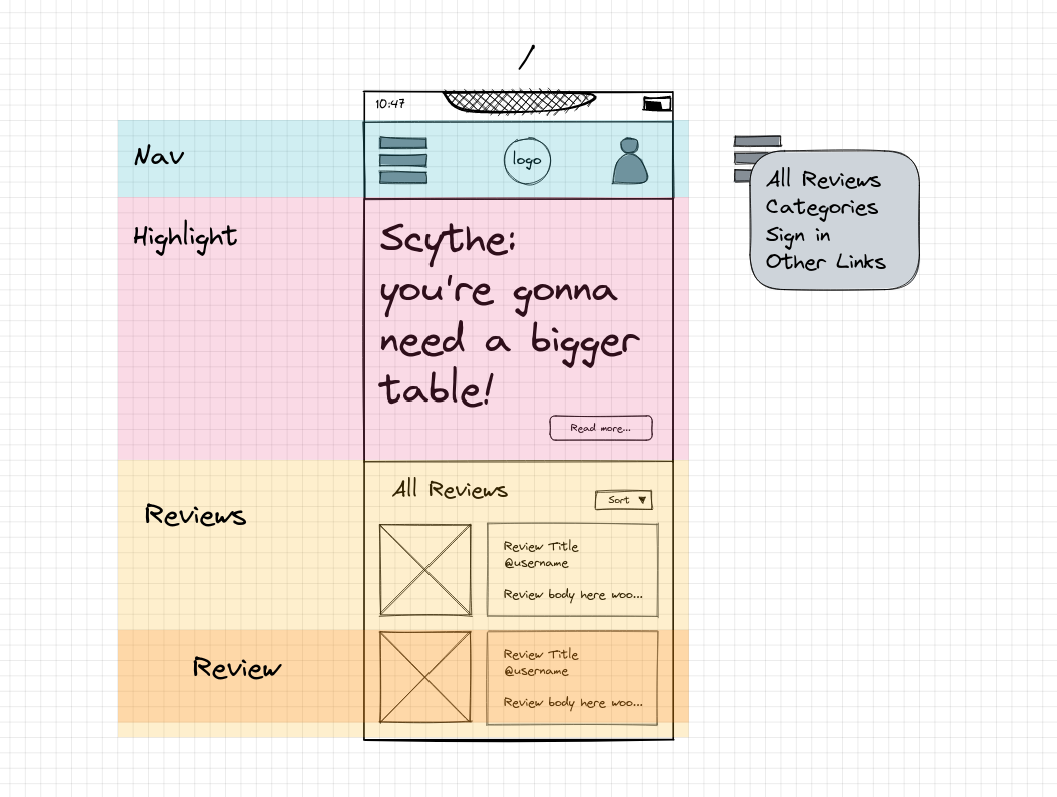 /
10:47
Nav
logo
All Reviews
Categories
Sign in
Other Links
Highlight
Scythe:
you're gonna
need a bigger
table!
Read more...
Reviews
All Reviews
Sort ▼
Review Title
@username
Review body here woo...
Review
Review Title
@username
Review body here woo...